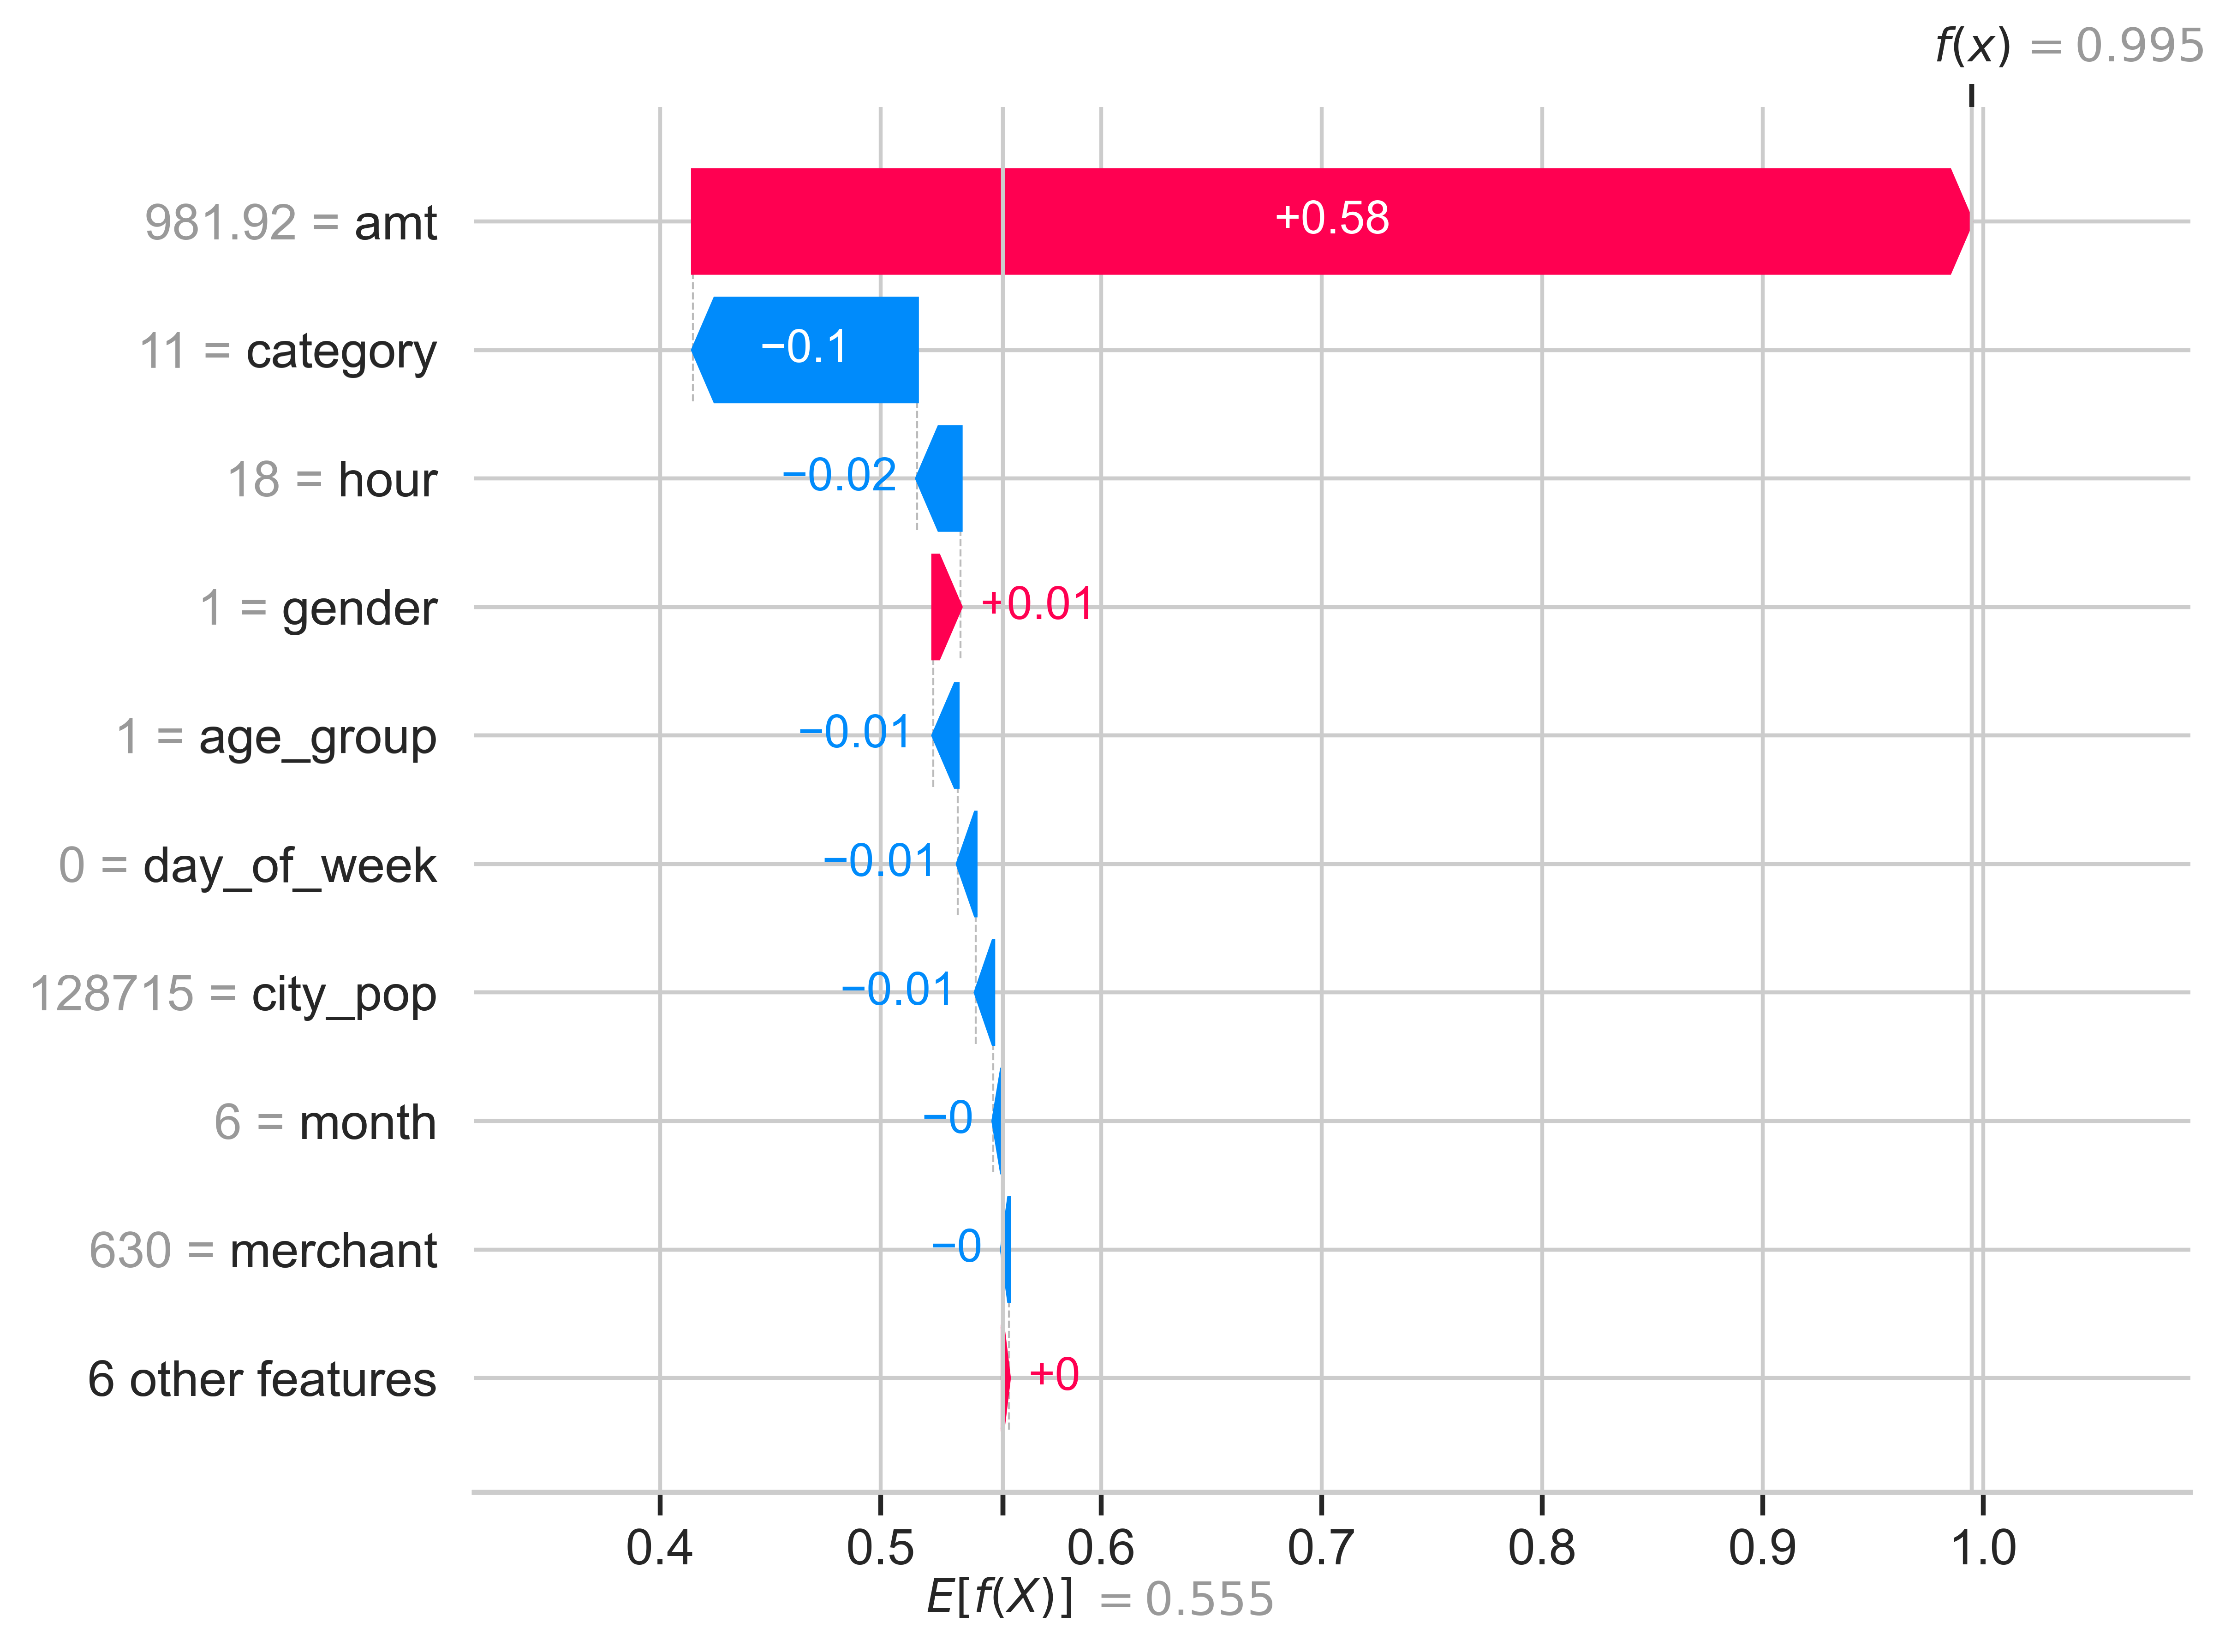 f(x) = 0.995
981.92 = amt
+0.58
11 = category
−0.1
18 = hour
−0.02
1 = gender
+0.01
1 = age_group
−0.01
0 = day_of_week
−0.01
128715 = city_pop
−0.01
6 = month
−0
630 = merchant
−0
6 other features
+0
0.4 0.5 0.6 0.7 0.8 0.9 1.0
E[f(X)] = 0.555